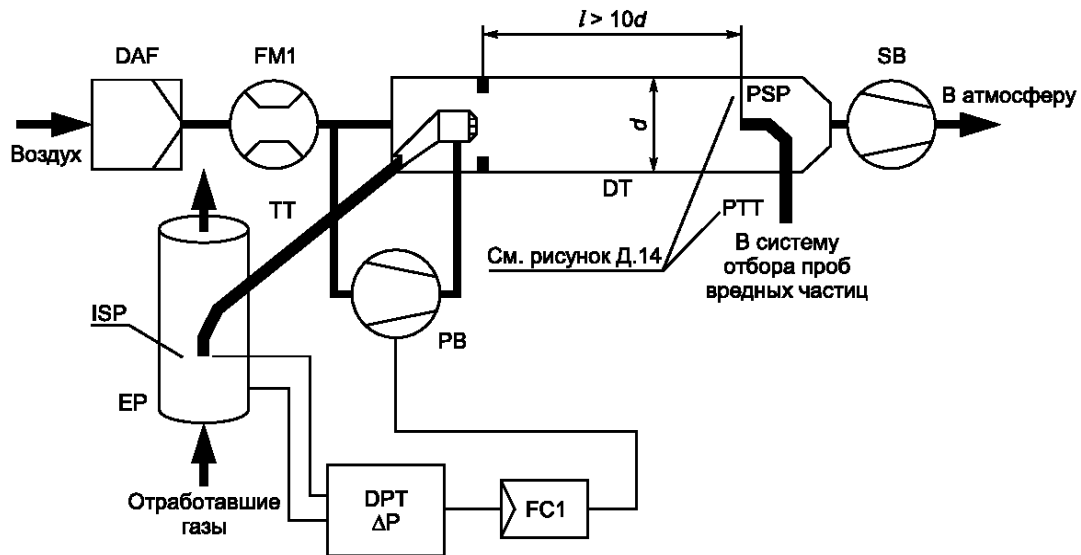 l > 10d
DAF
FM1
SB
В атмосферу
PSP
d
Воздух
DT
TT
PTT
В систему
отбора проб
вредных частиц
См. рисунок Д.14
ISP
PB
EP
Отработавшие
газы
DPT
ΔP
FC1